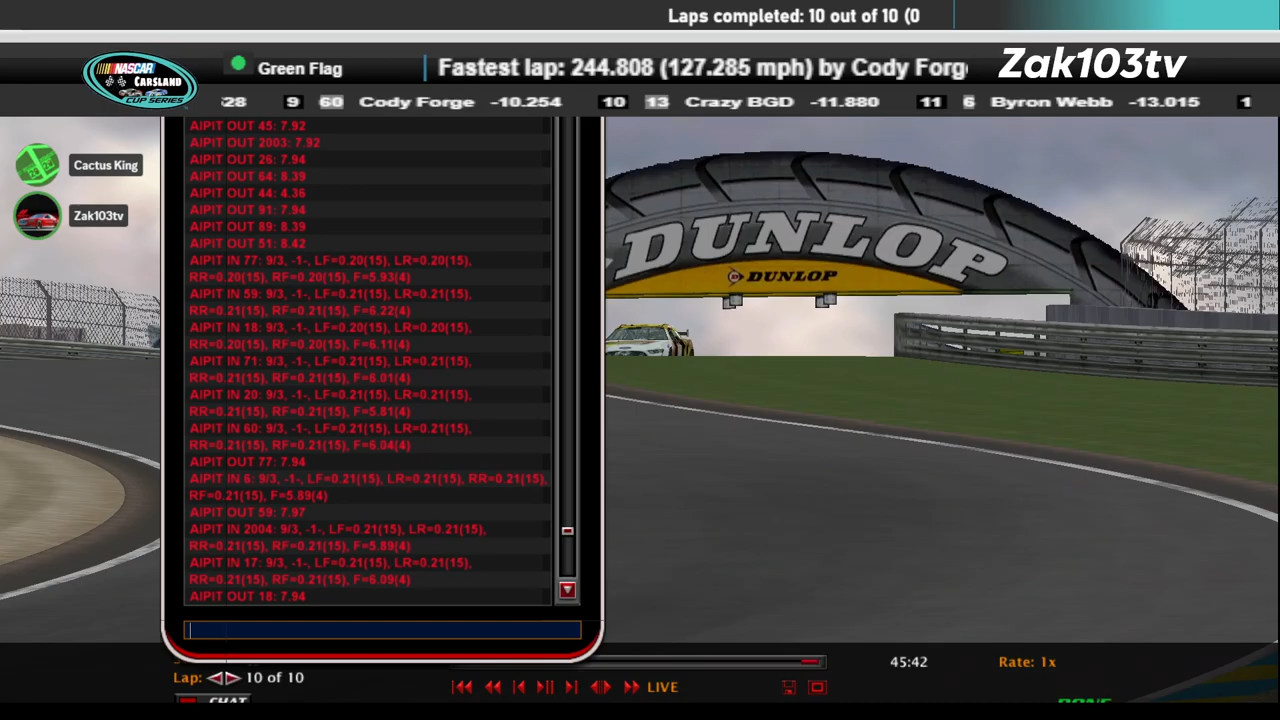 Laps completed: 10 out of 10 (0
NASCAR
CARSLAND
CUP SERIES
Green Flag
Fastest lap: 244.808 (127.285 mph) by Cody Forg
Zak103tv
:28 9 60 Cody Forge -10.254 10 13 Crazy BGD -11.880 11 6 Byron Webb -13.015 1
Cactus King
Zak103tv
AIPIT OUT 45: 7.92
AIPIT OUT 2003: 7.92
AIPIT OUT 26: 7.94
AIPIT OUT 64: 8.39
AIPIT OUT 44: 4.36
AIPIT OUT 91: 7.94
AIPIT OUT 89: 8.39
AIPIT OUT 51: 8.42
AIPIT IN 77: 9/3, -1-, LF=0.20(15), LR=0.20(15),
RR=0.20(15), RF=0.20(15), F=5.93(4)
AIPIT IN 59: 9/3, -1-, LF=0.21(15), LR=0.21(15),
RR=0.21(15), RF=0.21(15), F=6.22(4)
AIPIT IN 18: 9/3, -1-, LF=0.20(15), LR=0.20(15),
RR=0.20(15), RF=0.20(15), F=6.11(4)
AIPIT IN 71: 9/3, -1-, LF=0.21(15), LR=0.21(15),
RR=0.21(15), RF=0.21(15), F=6.01(4)
AIPIT IN 20: 9/3, -1-, LF=0.21(15), LR=0.21(15),
RR=0.21(15), RF=0.21(15), F=5.81(4)
AIPIT IN 60: 9/3, -1-, LF=0.21(15), LR=0.21(15),
RR=0.21(15), RF=0.21(15), F=6.04(4)
AIPIT OUT 77: 7.94
AIPIT IN 6: 9/3, -1-, LF=0.21(15), LR=0.21(15), RR=0.21(15),
RF=0.21(15), F=5.89(4)
AIPIT OUT 59: 7.97
AIPIT IN 2004: 9/3, -1-, LF=0.21(15), LR=0.21(15),
RR=0.21(15), RF=0.21(15), F=5.89(4)
AIPIT IN 17: 9/3, -1-, LF=0.21(15), LR=0.21(15),
RR=0.21(15), RF=0.21(15), F=6.09(4)
AIPIT OUT 18: 7.94
DUNLOP
DUNLOP
45:42
Rate: 1x
Lap: 10 of 10
LIVE
CHAT
DONE